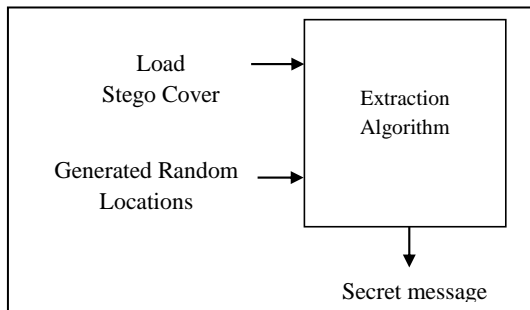 Load
Stego Cover
Extraction
Algorithm
Generated Random
Locations
Secret message